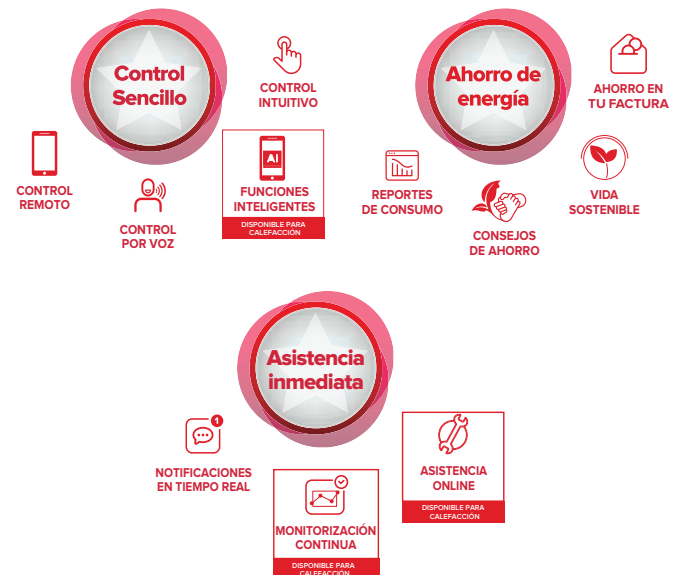 Control
Sencillo
CONTROL
INTUITIVO
CONTROL
REMOTO
CONTROL
POR VOZ
AI
FUNCIONES
INTELIGENTES
DISPONIBLE PARA
CALEFACCIÓN
Ahorro de
energía
AHORRO EN
TU FACTURA
REPORTES
DE CONSUMO
CONSEJOS
DE AHORRO
VIDA
SOSTENIBLE
Asistencia
inmediata
1
NOTIFICACIONES
EN TIEMPO REAL
MONITORIZACIÓN
CONTINUA
DISPONIBLE PARA
CALEFACCIÓN
ASISTENCIA
ONLINE
DISPONIBLE PARA
CALEFACCIÓN